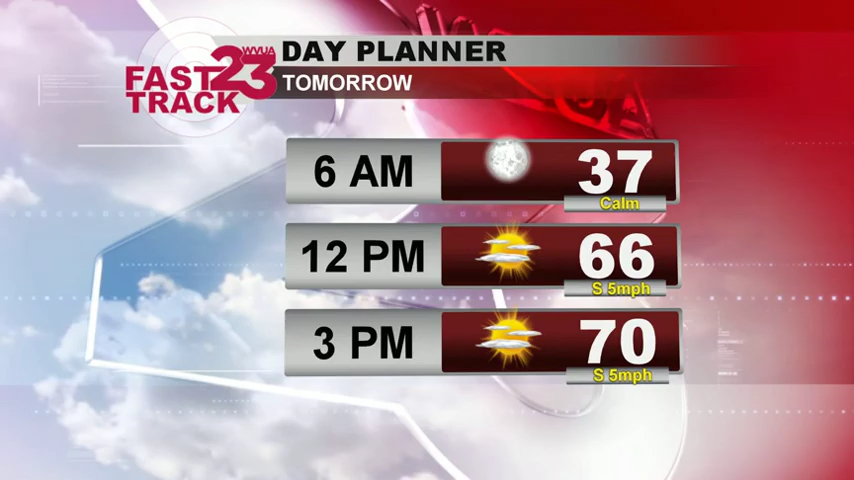 WVUA
23
FAST
TRACK
DAY PLANNER
TOMORROW
6 AM
37
Calm
12 PM
66
S 5mph
3 PM
70
S 5mph